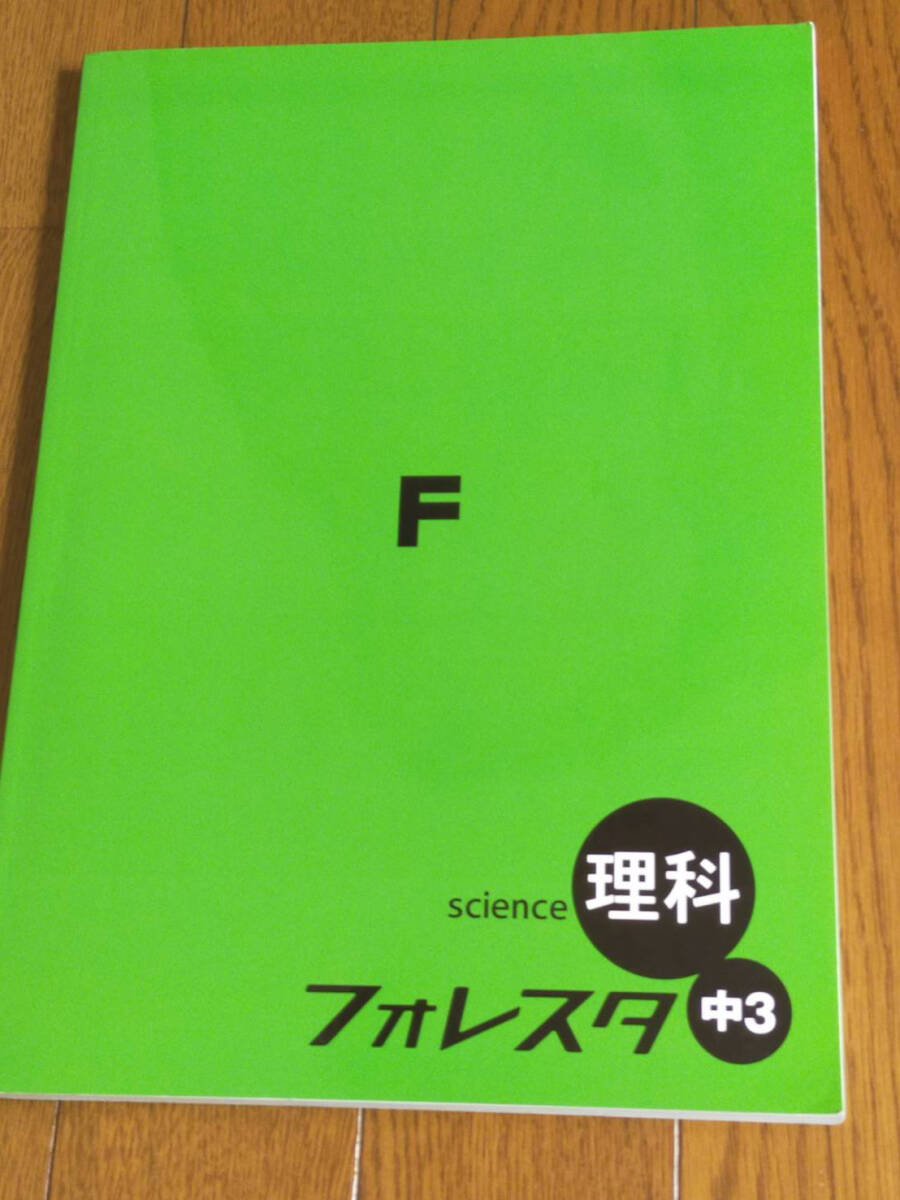 F
science 理科
フォレスタ 中3